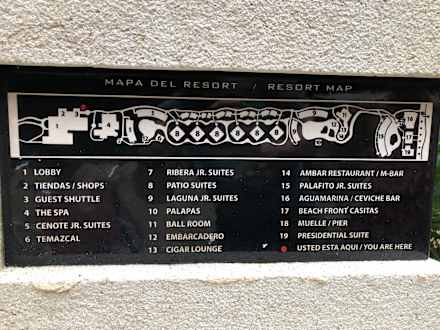 MAPA DEL RESORT / RESORT MAP
1 LOBBY
2 TIENDAS / SHOPS
3 GUEST SHUTTLE
4 THE SPA
5 CENOTE JR. SUITES
6 TEMAZCAL
7 RIBERA JR. SUITES
8 PATIO SUITES
9 LAGUNA JR. SUITES
10 PALAPAS
11 BALL ROOM
12 EMBARCADERO
13 CIGAR LOUNGE
14 AMBAR RESTAURANT / M-BAR
15 PALAFITO JR. SUITES
16 AGUAMARINA / CEVICHE BAR
17 BEACH FRONT CASITAS
18 MUELLE / PIER
19 PRESIDENTIAL SUITE
USTED ESTA AQUI / YOU ARE HERE